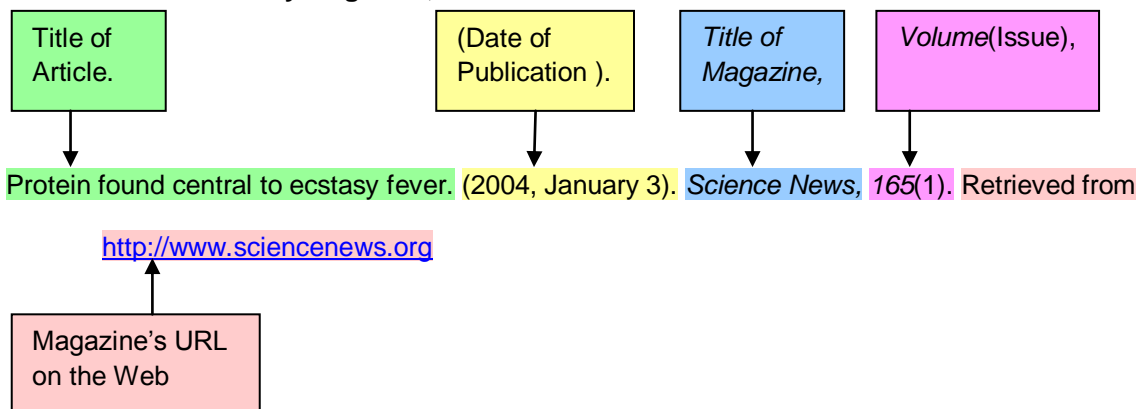 Title of
Article.
(Date of
Publication ).
Title of
Magazine,
Volume(Issue),
Protein found central to ecstasy fever. (2004, January 3). Science News, 165(1). Retrieved from
http://www.sciencenews.org
Magazine's URL
on the Web